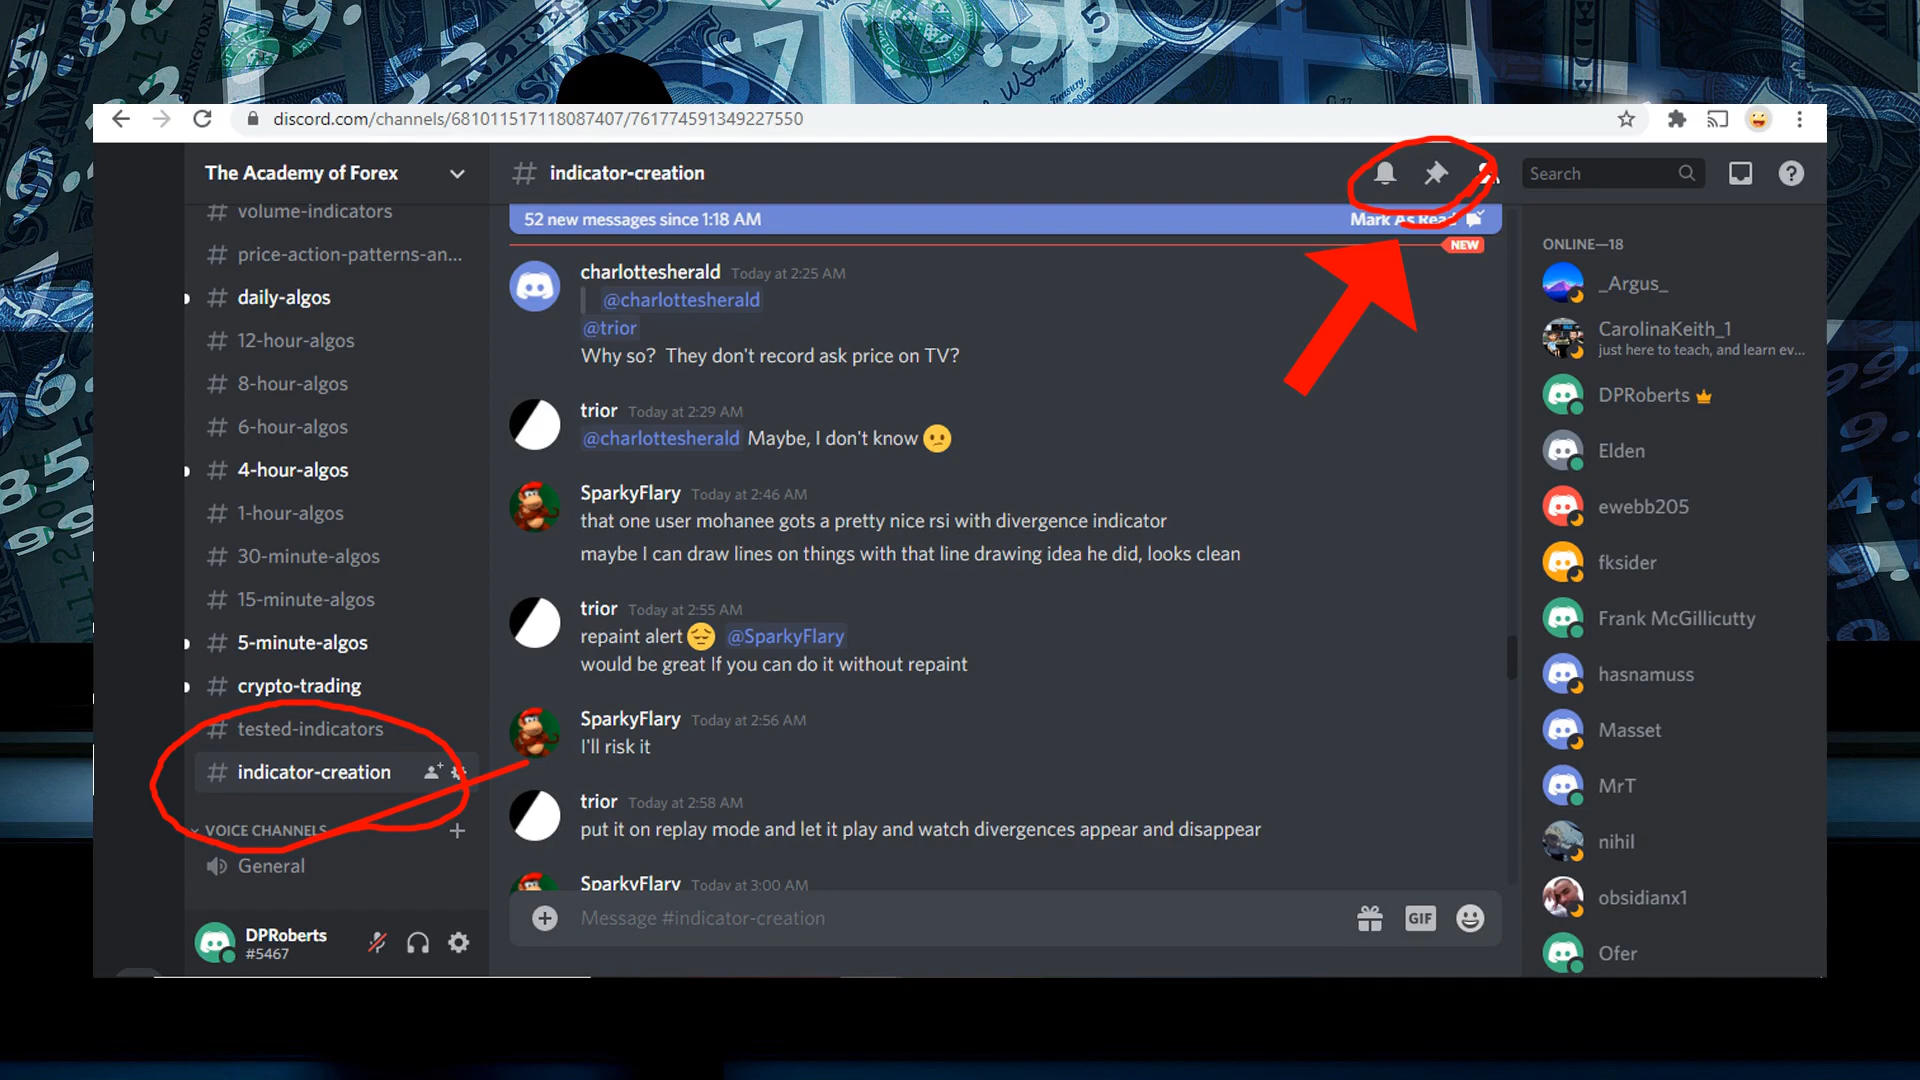 discord.com/channels/681011517118087407/761774591349227550
The Academy of Forex
volume-indicators
price-action-patterns-an...
daily-algos
12-hour-algos
8-hour-algos
6-hour-algos
4-hour-algos
1-hour-algos
30-minute-algos
15-minute-algos
5-minute-algos
crypto-trading
tested-indicators
indicator-creation
VOICE CHANNELS
General
DPRoberts
#5467
indicator-creation
52 new messages since 1:18 AM
Mark As Read
NEW
charlottesherald Today at 2:25 AM
@charlottesherald
@trior
Why so? They don't record ask price on TV?
trior Today at 2:29 AM
@charlottesherald Maybe, I don't know
SparkyFlary Today at 2:46 AM
that one user mohanee gots a pretty nice rsi with divergence indicator
maybe I can draw lines on things with that line drawing idea he did, looks clean
trior Today at 2:55 AM
repaint alert @SparkyFlary
would be great If you can do it without repaint
SparkyFlary Today at 2:56 AM
I'll risk it
trior Today at 2:58 AM
put it on replay mode and let it play and watch divergences appear and disappear
SparkyFlary Today at 3:00 AM
Message #indicator-creation
GIF
Search
ONLINE—18
_Argus_
CarolinaKeith_1
just here to teach, and learn ev...
DPRoberts
Elden
ewebb205
fksider
Frank McGillicutty
hasnamuss
Masset
MrT
nihil
obsidianx1
Ofer